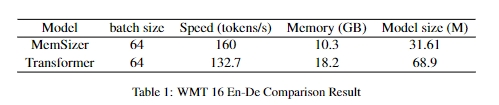 Model batch size Speed (tokens/s) Memory (GB) Model size (M)
MemSizer 64 160 10.3 31.61
Transformer 64 132.7 18.2 68.9
Table 1: WMT 16 En-De Comparison Result